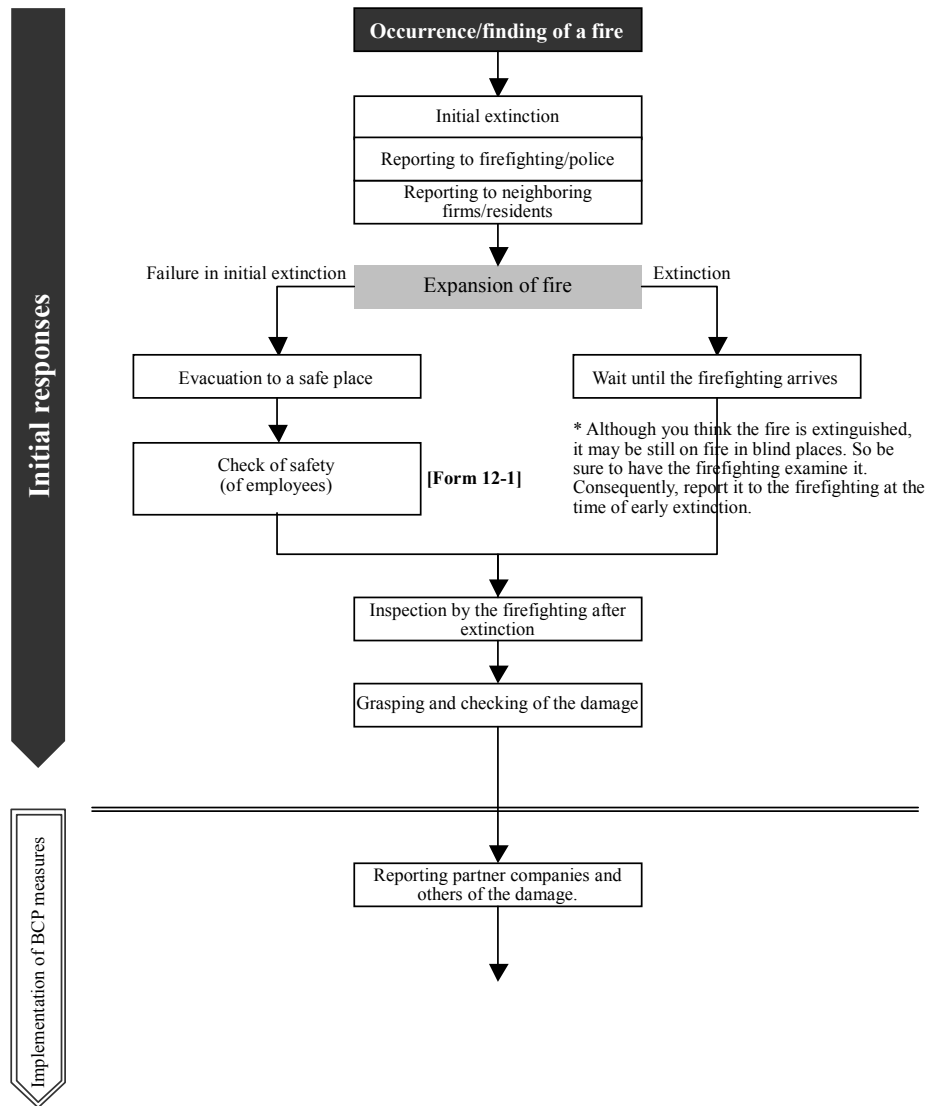 Occurrence/finding of a fire
Initial extinction
Reporting to firefighting/police
Reporting to neighboring
firms/residents
Failure in initial extinction
Expansion of fire
Extinction
Evacuation to a safe place
Wait until the firefighting arrives
Check of safety
(of employees)
[Form 12-1]
* Although you think the fire is extinguished,
it may be still on fire in blind places. So be
sure to have the firefighting examine it.
Consequently, report it to the firefighting at the
time of early extinction.
Inspection by the firefighting after
extinction
Grasping and checking of the damage
Initial responses
Reporting partner companies and
others of the damage.
Implementation of BCP measures